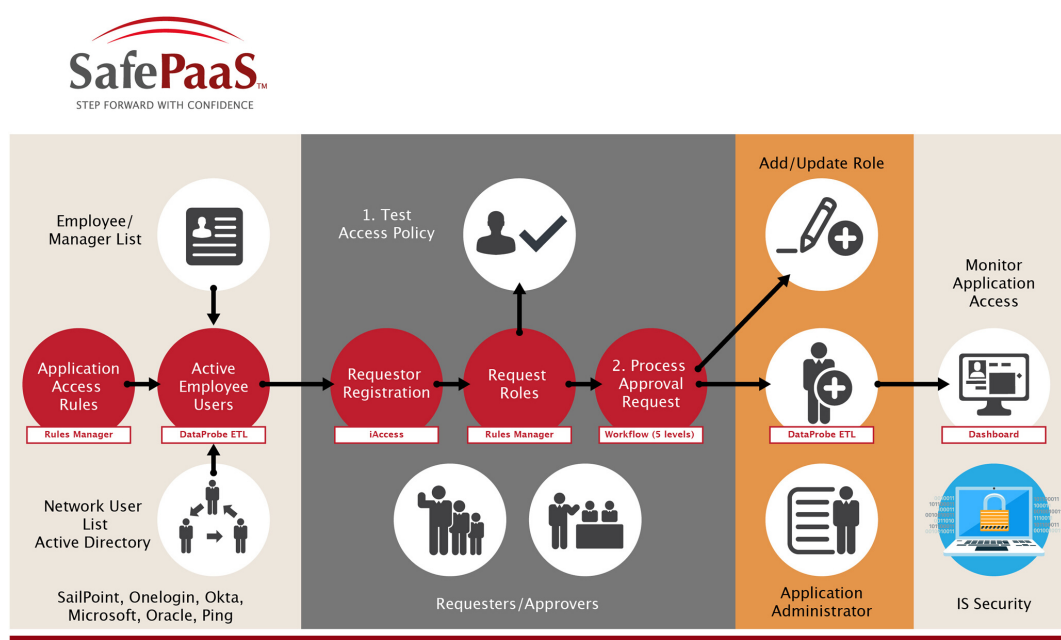 SafePaaS™
STEP FORWARD WITH CONFIDENCE
Employee/
Manager List
Application
Access
Rules
Rules Manager
Active
Employee
Users
DataProbe ETL
Network User
List
Active Directory
SailPoint, Onelogin, Okta,
Microsoft, Oracle, Ping
1. Test
Access Policy
Requestor
Registration
iAccess
Request
Roles
Rules Manager
2. Process
Approval
Request
Workflow (5 levels)
Requesters/Approvers
Add/Update Role
DataProbe ETL
Application
Administrator
Monitor
Application
Access
Dashboard
IS Security